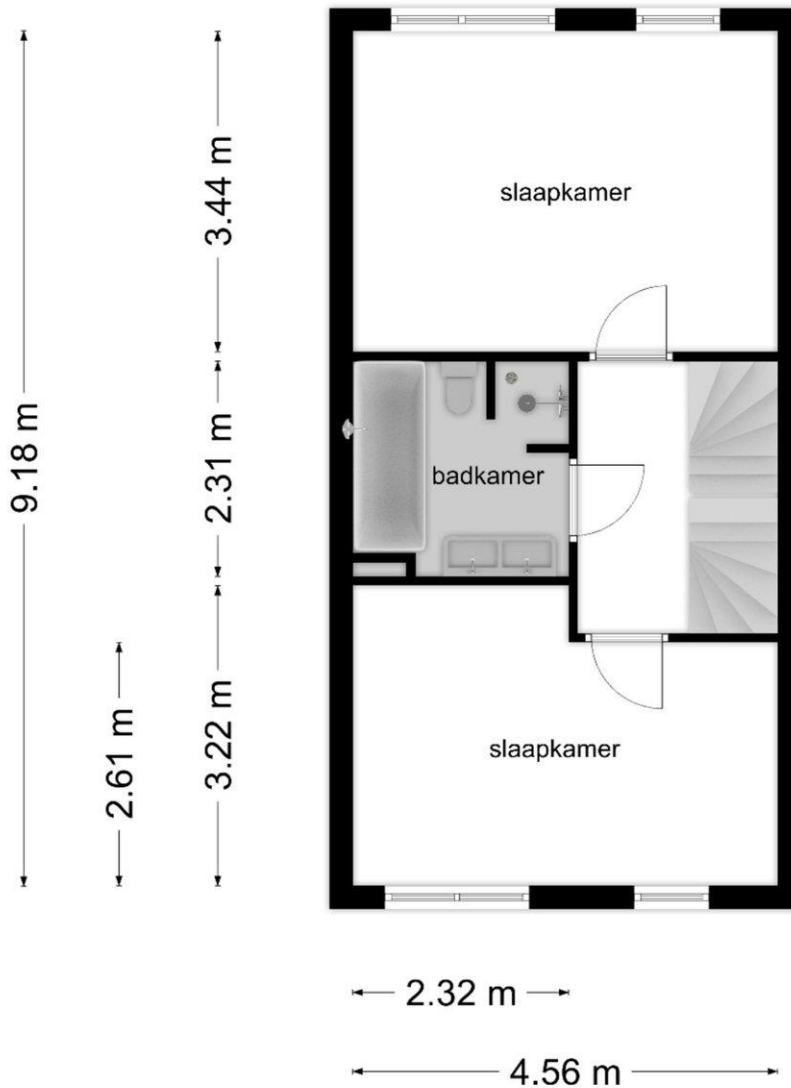 slaapkamer
3.44 m
9.18 m
2.31 m
badkamer
3.22 m
2.61 m
slaapkamer
2.32 m
4.56 m